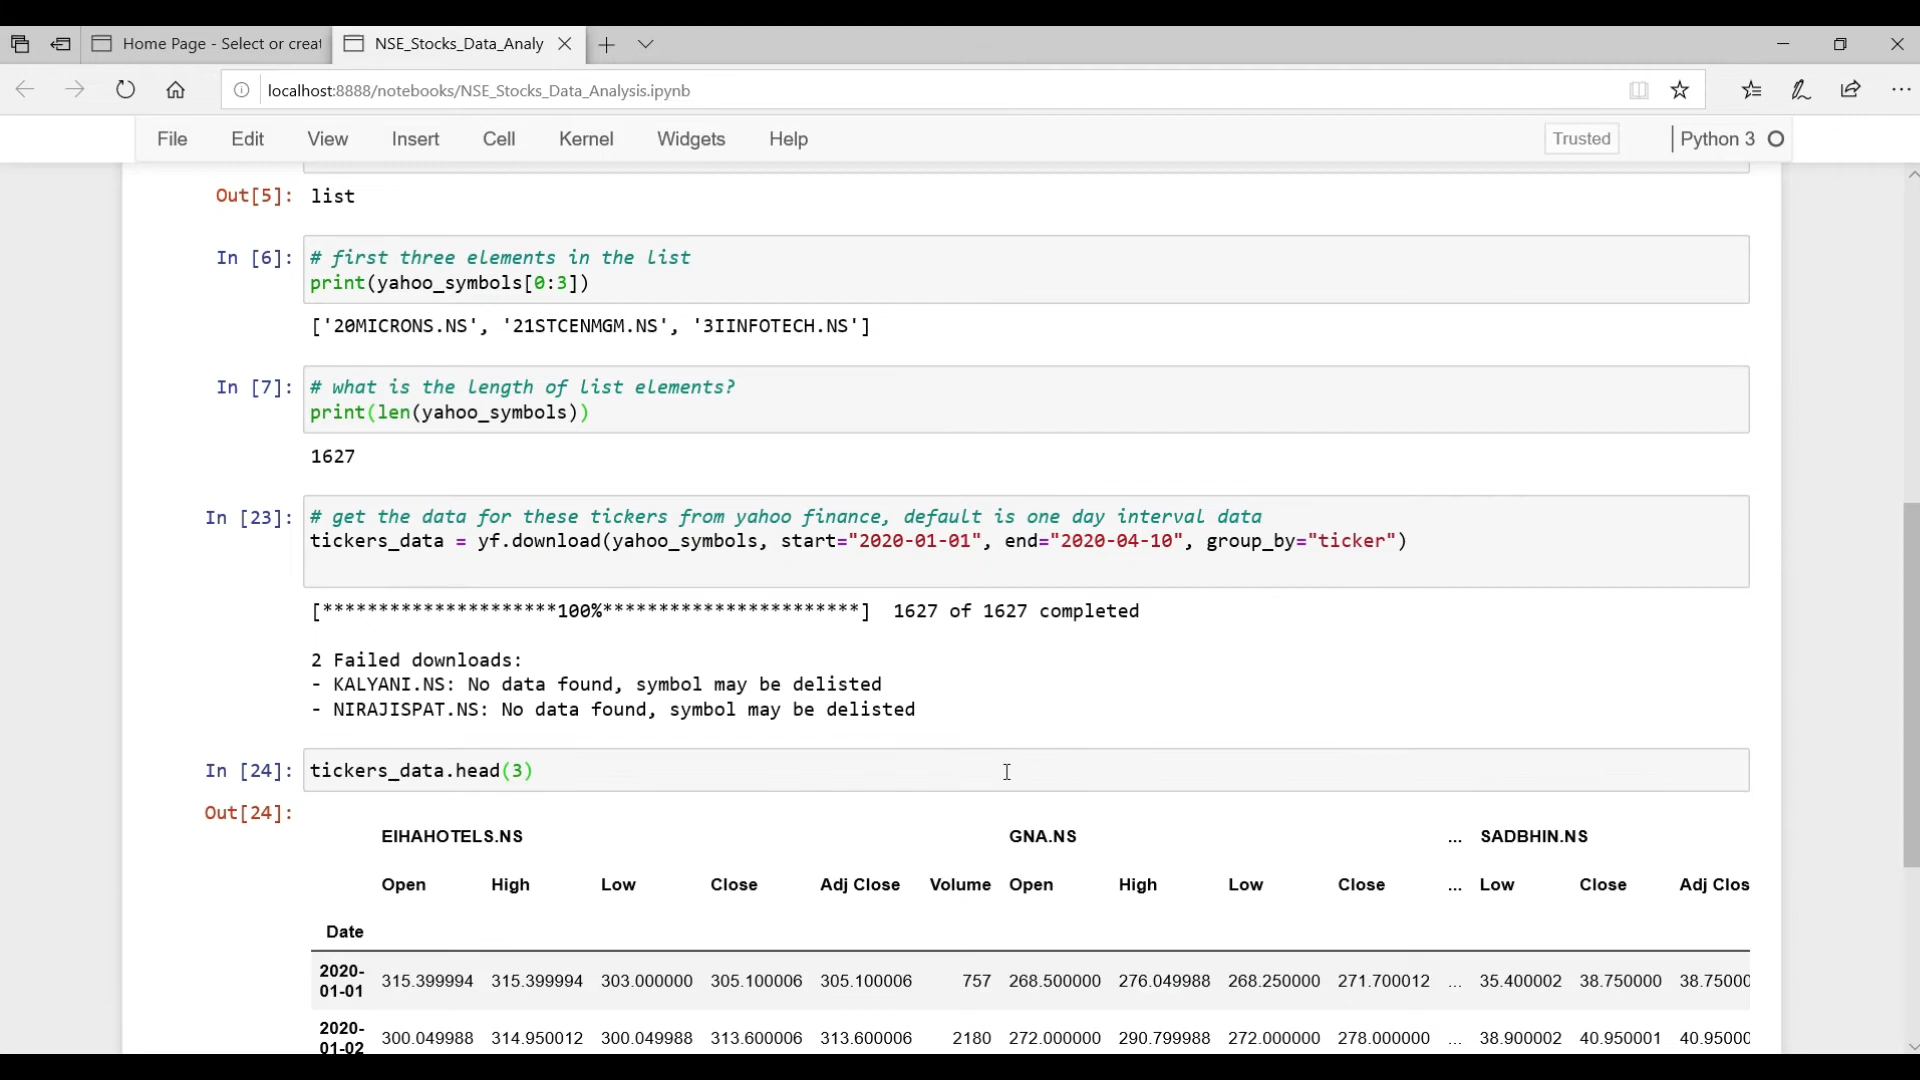 Home Page - Select or creat
NSE_Stocks_Data_Analy
localhost:8888/notebooks/NSE_Stocks_Data_Analysis.ipynb
File Edit View Insert Cell Kernel Widgets Help Trusted Python 3
Out[5]: list
In [6]: # first three elements in the list
print(yahoo_symbols[0:3])
['20MICRONS.NS', '21STCENMGM.NS', '3IINFOTECH.NS']
In [7]: # what is the length of list elements?
print(len(yahoo_symbols))
1627
In [23]: # get the data for these tickers from yahoo finance, default is one day interval data
tickers_data = yf.download(yahoo_symbols, start="2020-01-01", end="2020-04-10", group_by="ticker")
[*********************100%***********************]  1627 of 1627 completed
2 Failed downloads:
- KALYANI.NS: No data found, symbol may be delisted
- NIRAJISPAT.NS: No data found, symbol may be delisted
In [24]: tickers_data.head(3)
Out[24]:
EIHAHOTELS.NS GNA.NS ... SADBHIN.NS
Open High Low Close Adj Close Volume Open High Low Close ... Low Close Adj Clos
Date
2020-01-01 315.399994 315.399994 303.000000 305.100006 305.100006 757 268.500000 276.049988 268.250000 271.700012 ... 35.400002 38.750000 38.75000
2020-01-02 300.049988 314.950012 300.049988 313.600006 313.600006 2180 272.000000 290.799988 272.000000 278.000000 ... 38.900002 40.950001 40.95000